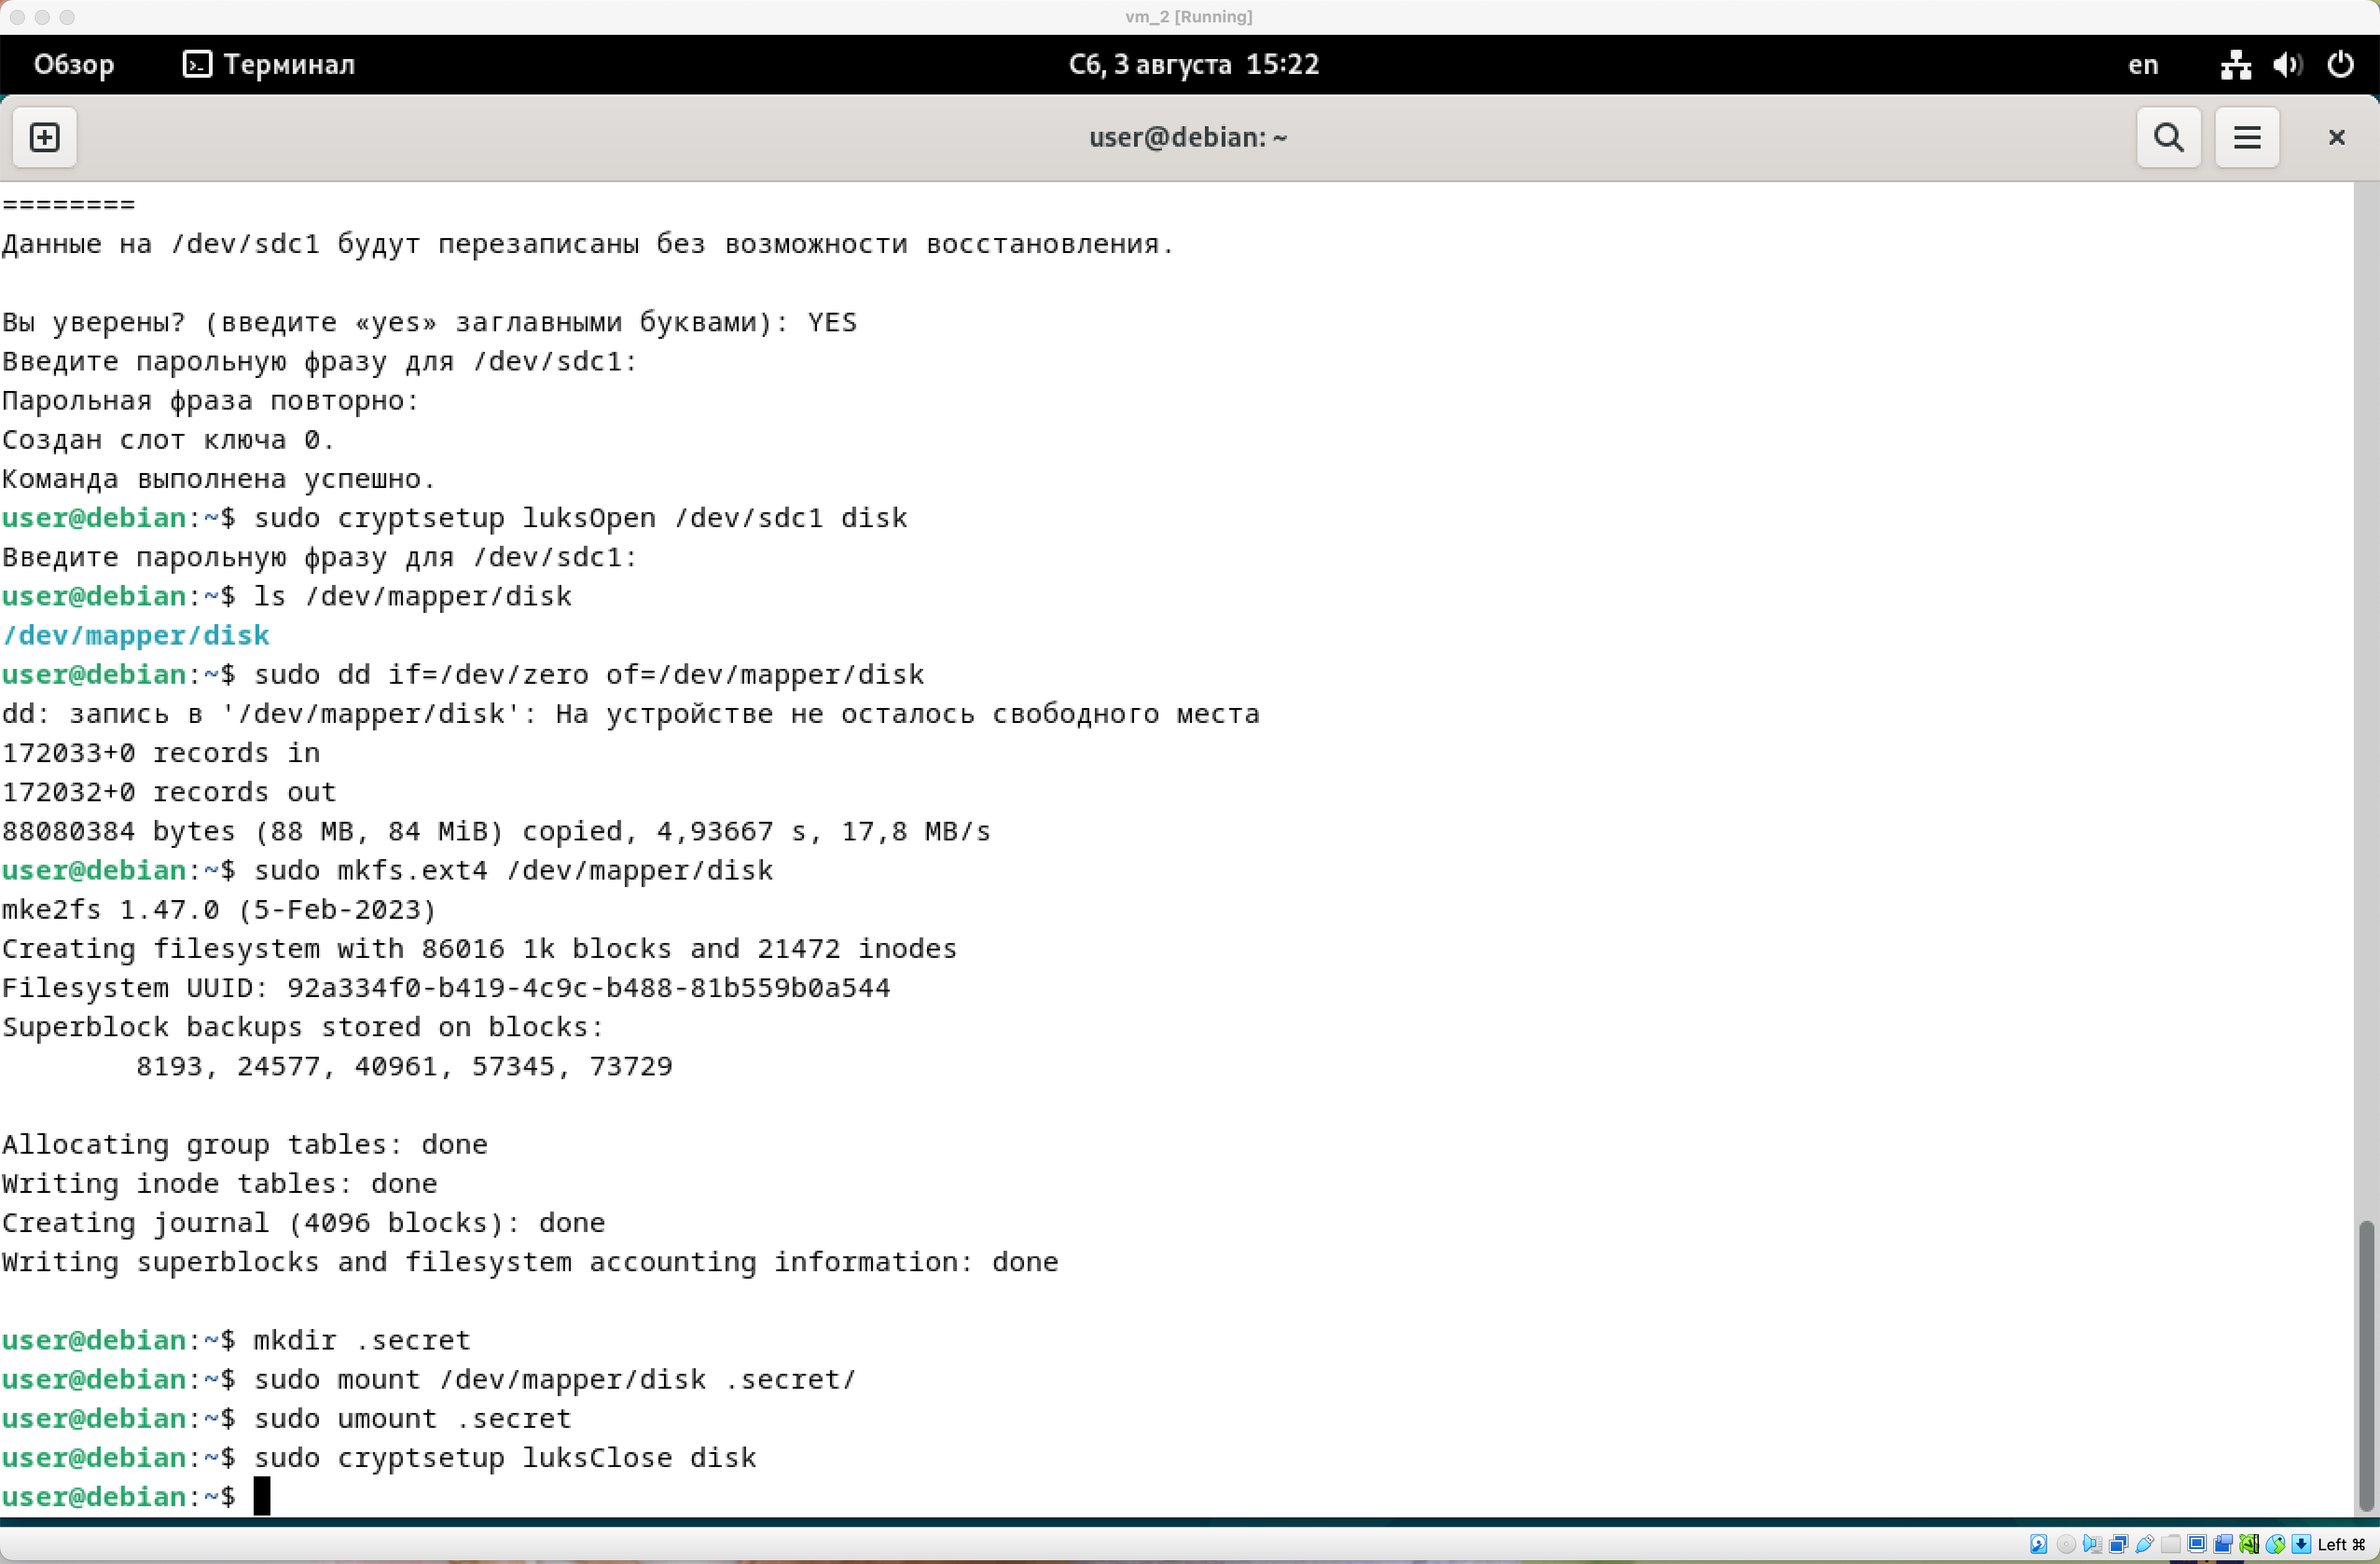 vm_2 [Running]
Обзор Терминал Сб, 3 августа 15:22 en
user@debian: ~
========
Данные на /dev/sdc1 будут перезаписаны без возможности восстановления.
Вы уверены? (введите «yes» заглавными буквами): YES
Введите парольную фразу для /dev/sdc1:
Парольная фраза повторно:
Создан слот ключа 0.
Команда выполнена успешно.
user@debian:~$ sudo cryptsetup luksOpen /dev/sdc1 disk
Введите парольную фразу для /dev/sdc1:
user@debian:~$ ls /dev/mapper/disk
/dev/mapper/disk
user@debian:~$ sudo dd if=/dev/zero of=/dev/mapper/disk
dd: запись в '/dev/mapper/disk': На устройстве не осталось свободного места
172033+0 records in
172032+0 records out
88080384 bytes (88 MB, 84 MiB) copied, 4,93667 s, 17,8 MB/s
user@debian:~$ sudo mkfs.ext4 /dev/mapper/disk
mke2fs 1.47.0 (5-Feb-2023)
Creating filesystem with 86016 1k blocks and 21472 inodes
Filesystem UUID: 92a334f0-b419-4c9c-b488-81b559b0a544
Superblock backups stored on blocks:
8193, 24577, 40961, 57345, 73729
Allocating group tables: done
Writing inode tables: done
Creating journal (4096 blocks): done
Writing superblocks and filesystem accounting information: done
user@debian:~$ mkdir .secret
user@debian:~$ sudo mount /dev/mapper/disk .secret/
user@debian:~$ sudo umount .secret
user@debian:~$ sudo cryptsetup luksClose disk
user@debian:~$
Left ⌘